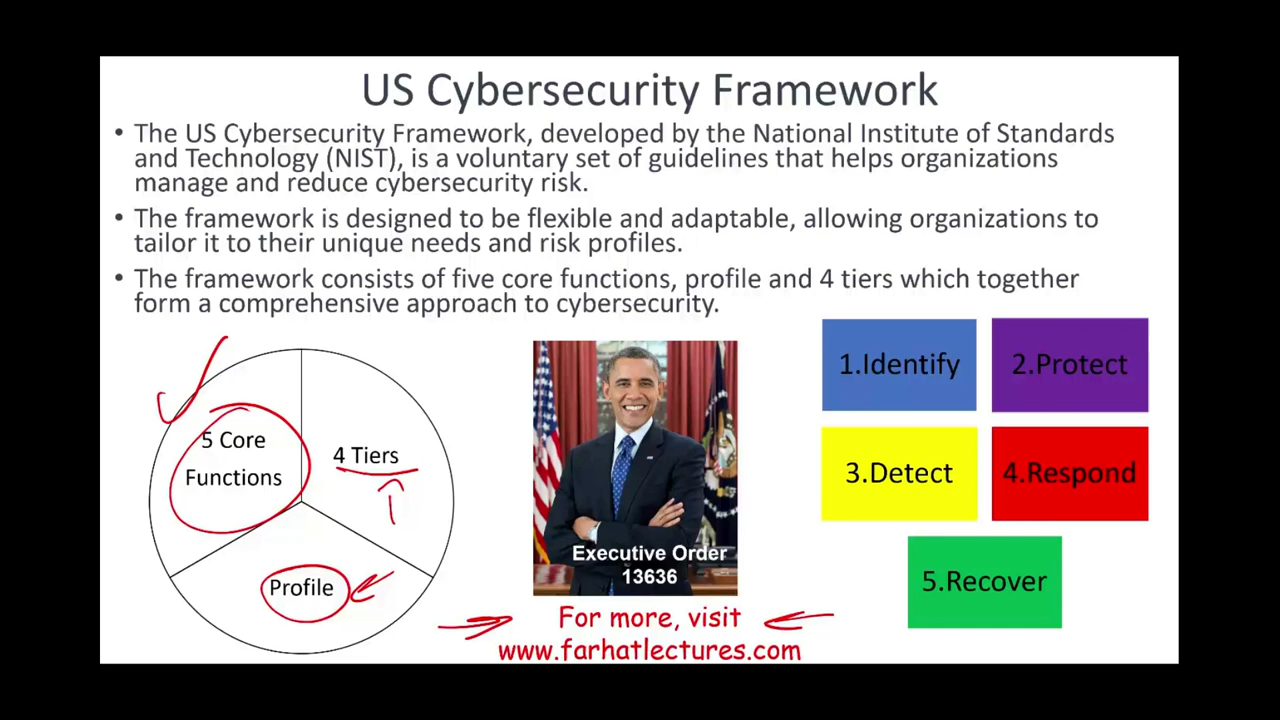 US Cybersecurity Framework
• The US Cybersecurity Framework, developed by the National Institute of Standards
and Technology (NIST), is a voluntary set of guidelines that helps organizations
manage and reduce cybersecurity risk.
• The framework is designed to be flexible and adaptable, allowing organizations to
tailor it to their unique needs and risk profiles.
• The framework consists of five core functions, profile and 4 tiers which together
form a comprehensive approach to cybersecurity.
5 Core
Functions
4 Tiers
Profile
Executive Order
13636
For more, visit
www.farhatlectures.com
1.Identify
2.Protect
3.Detect
4.Respond
5.Recover